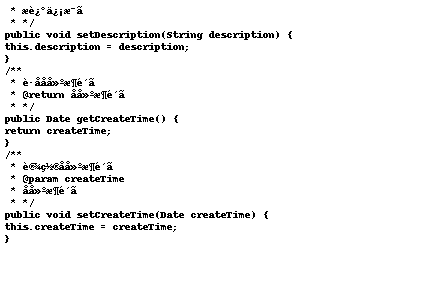 * æè¿°ä¿¡æ¯ã
* */
public void setDescription(String description) {
this.description = description;
}
/**
* è·ååå»ºæ¶é´ã
* @return åå»ºæ¶é´ã
* */
public Date getCreateTime() {
return createTime;
}
/**
* è®¾ç½®åå»ºæ¶é´ã
* @param createTime
* åå»ºæ¶é´ã
* */
public void setCreateTime(Date createTime) {
this.createTime = createTime;
}